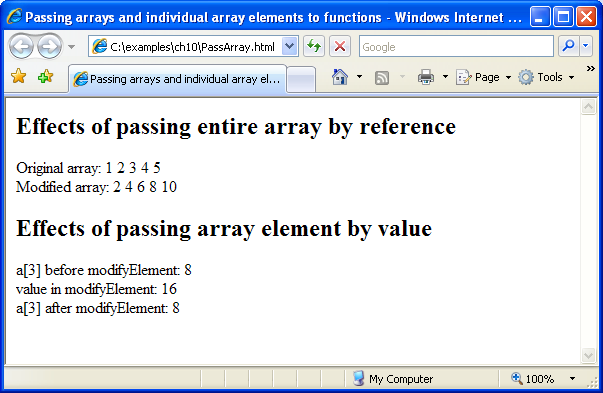 Passing arrays and individual array elements to functions - Windows Internet ...
C:\examples\ch10\PassArray.html
Google
Passing arrays and individual array el...
Page
Tools
»
Effects of passing entire array by reference
Original array: 1 2 3 4 5
Modified array: 2 4 6 8 10
Effects of passing array element by value
a[3] before modifyElement: 8
value in modifyElement: 16
a[3] after modifyElement: 8
My Computer
100%